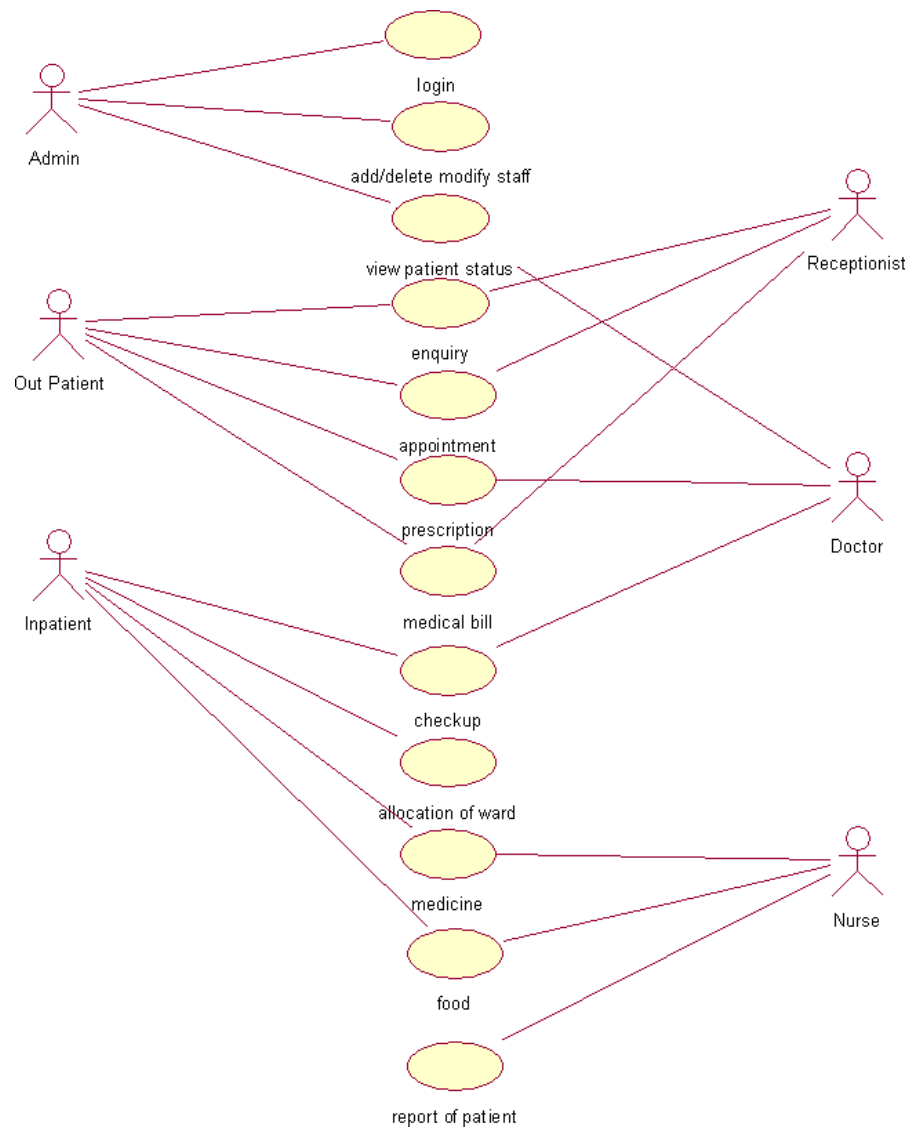 login
Admin
add/delete modify staff
view patient status
Receptionist
enquiry
Out Patient
appointment
prescription
Doctor
medical bill
Inpatient
checkup
allocation of ward
medicine
Nurse
food
report of patient